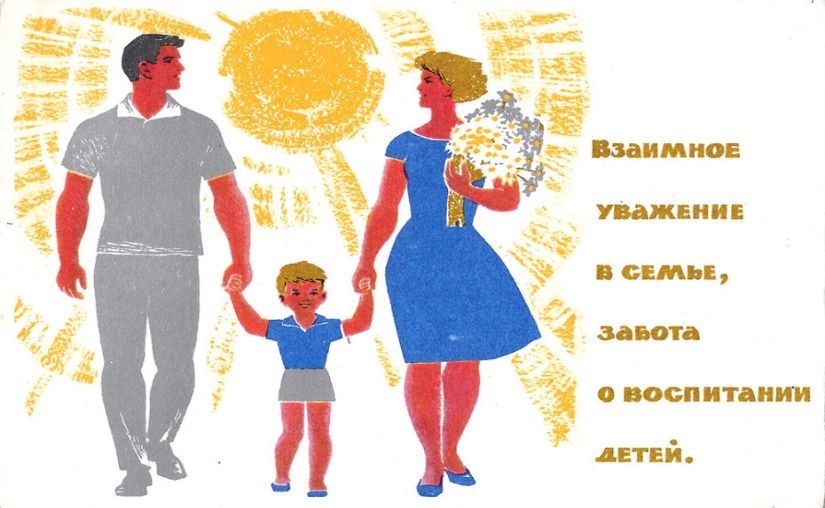 Взаимное
уважение
в семье,
забота
о воспитании
детей.